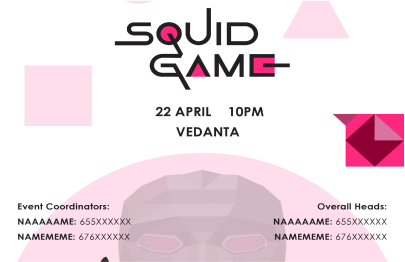 SQUID
GAME
22 APRIL 10PM
VEDANTA
Event Coordinators:
NAAAAAME: 655XXXXXX
NAMEMEME: 676XXXXXX
Overall Heads:
NAAAAAME: 655XXXXXX
NAMEMEME: 676XXXXXX